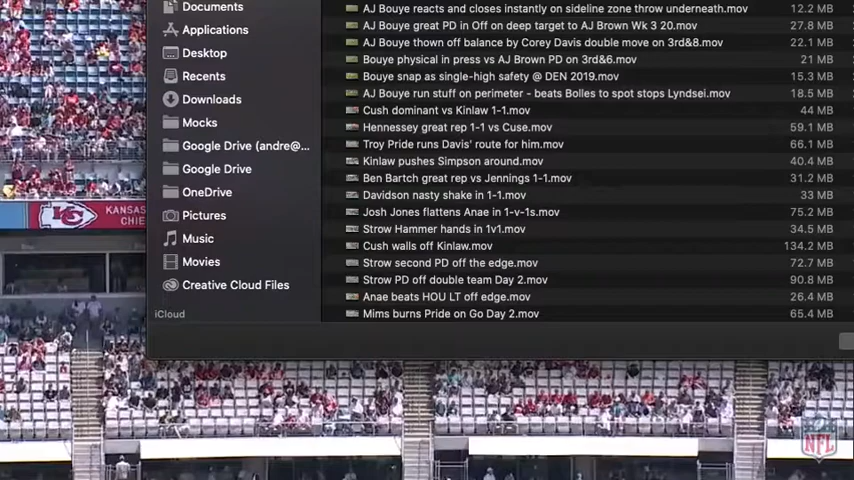 Documents
Applications
Desktop
Recents
Downloads
Mocks
Google Drive (andre@...
Google Drive
OneDrive
Pictures
Music
Movies
Creative Cloud Files
iCloud
AJ Bouye reacts and closes instantly on sideline zone throw underneath.mov 12.2 MB
AJ Bouye great PD in Off on deep target to AJ Brown Wk 3 20.mov 27.8 MB
AJ Bouye thown off balance by Corey Davis double move on 3rd&8.mov 22.1 MB
Bouye physical in press vs AJ Brown PD on 3rd&6.mov 21 MB
Bouye snap as single-high safety @ DEN 2019.mov 15.3 MB
AJ Bouye run stuff on perimeter - beats Bolles to spot stops Lyndsei.mov 18.5 MB
Cush dominant vs Kinlaw 1-1.mov 44 MB
Hennessey great rep 1-1 vs Cuse.mov 59.1 MB
Troy Pride runs Davis' route for him.mov 66.1 MB
Kinlaw pushes Simpson around.mov 40.4 MB
Ben Bartch great rep vs Jennings 1-1.mov 31.2 MB
Davidson nasty shake in 1-1.mov 33 MB
Josh Jones flattens Anae in 1-v-1s.mov 75.2 MB
Strow Hammer hands in 1v1.mov 34.5 MB
Cush walls off Kinlaw.mov 134.2 MB
Strow second PD off the edge.mov 72.7 MB
Strow PD off double team Day 2.mov 90.8 MB
Anae beats HOU LT off edge.mov 26.4 MB
Mims burns Pride on Go Day 2.mov 65.4 MB
KC
KANSAS
CHIE
NFL